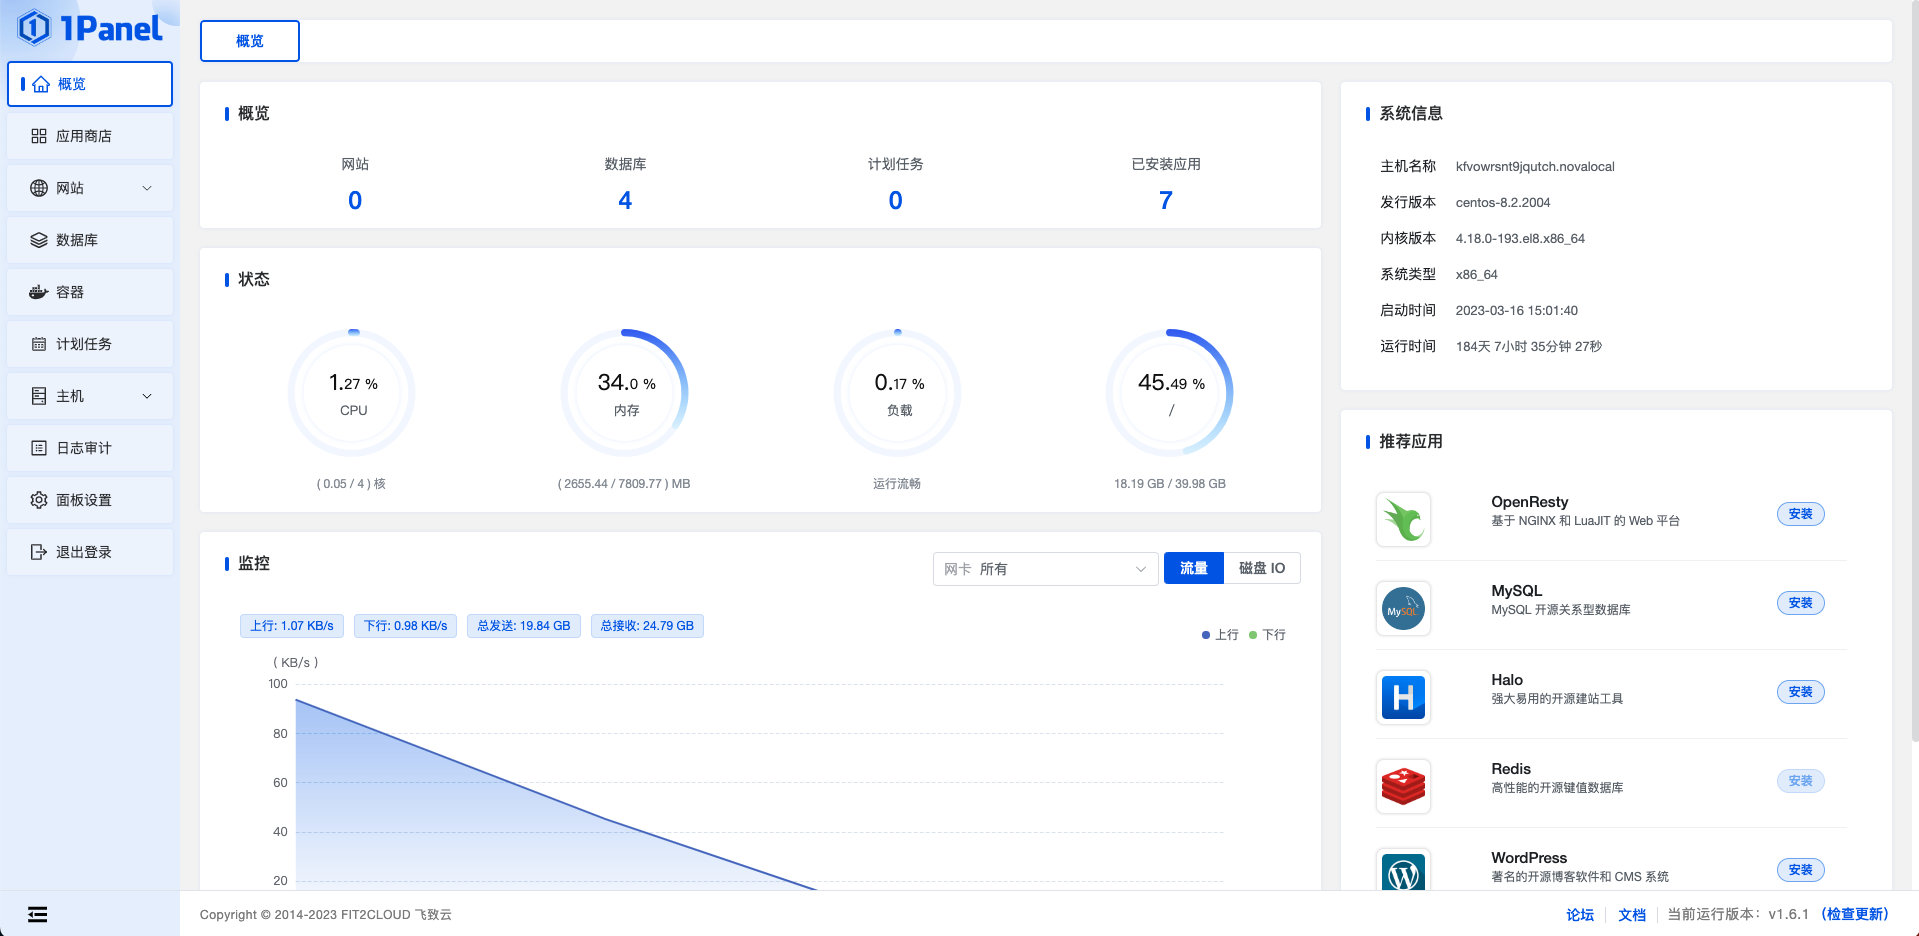 1Panel
概览
应用商店
网站
数据库
容器
计划任务
主机
日志审计
面板设置
退出登录
概览
概览
网站
数据库
计划任务
已安装应用
0
4
0
7
状态
1.27 %
CPU
( 0.05 / 4 ) 核
34.0 %
内存
( 2655.44 / 7809.77 ) MB
0.17 %
负载
运行流畅
45.49 %
/
18.19 GB / 39.98 GB
监控
网卡 所有
流量
磁盘 IO
上行: 1.07 KB/s
下行: 0.98 KB/s
总发送: 19.84 GB
总接收: 24.79 GB
上行 下行
( KB/s )
100
80
60
40
20
系统信息
主机名称 kfvowrsnt9jqutch.novalocal
发行版本 centos-8.2.2004
内核版本 4.18.0-193.el8.x86_64
系统类型 x86_64
启动时间 2023-03-16 15:01:40
运行时间 184天 7小时 35分钟 27秒
推荐应用
OpenResty
基于 NGINX 和 LuaJIT 的 Web 平台
安装
MySQL
MySQL
MySQL 开源关系型数据库
安装
H
Halo
强大易用的开源建站工具
安装
Redis
高性能的开源键值数据库
安装
W
WordPress
著名的开源博客软件和 CMS 系统
安装
Copyright © 2014-2023 FIT2CLOUD 飞致云
论坛 文档 当前运行版本： v1.6.1 (检查更新)